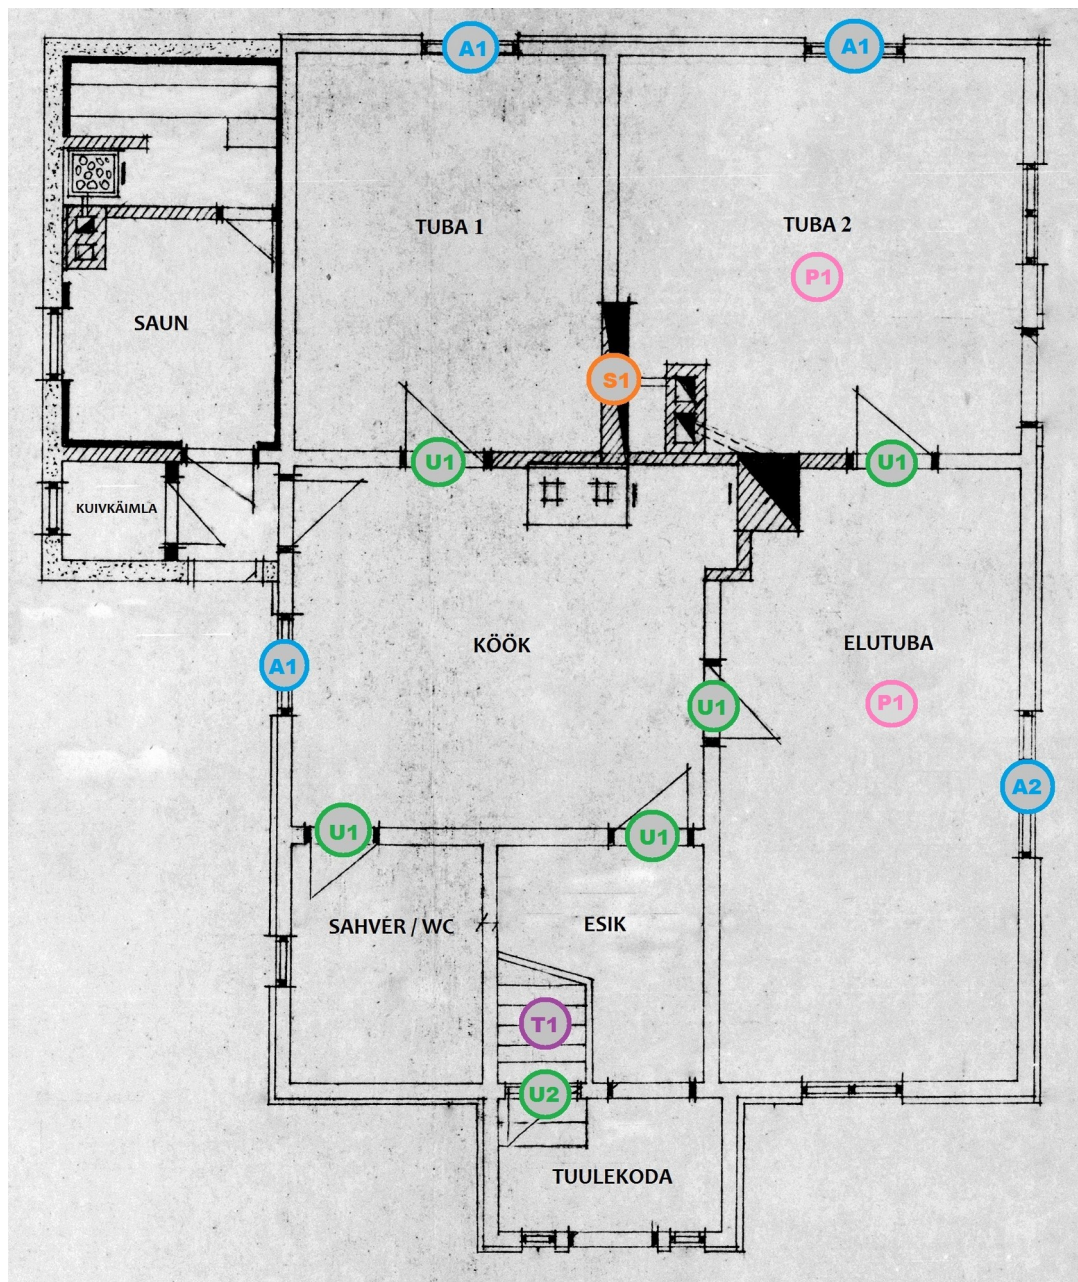 A1
A1
TUBA 1
TUBA 2
P1
SAUN
S1
U1
U1
KUIVKÄIMLA
KÖÖK
ELUTUBA
A1
U1
P1
A2
U1
U1
SAHVER / WC
ESIK
T1
U2
TUULEKODA